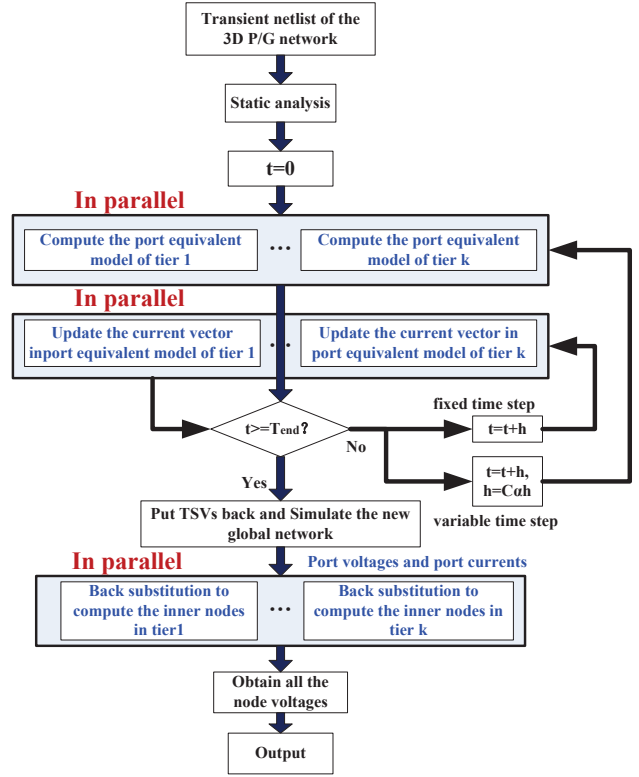 Transient netlist of the
3D P/G network
Static analysis
t=0
In parallel
Compute the port equivalent
model of tier 1
...
Compute the port equivalent
model of tier k
In parallel
Update the current vector
inport equivalent model of tier 1
...
Update the current vector in
port equivalent model of tier k
t>=Tend?
No
Yes
fixed time step
t=t+h
t=t+h,
h=Cαh
variable time step
Put TSVs back and Simulate the new
global network
In parallel
Port voltages and port currents
Back substitution to
compute the inner nodes
in tier1
...
Back substitution to
compute the inner nodes in
tier k
Obtain all the
node voltages
Output